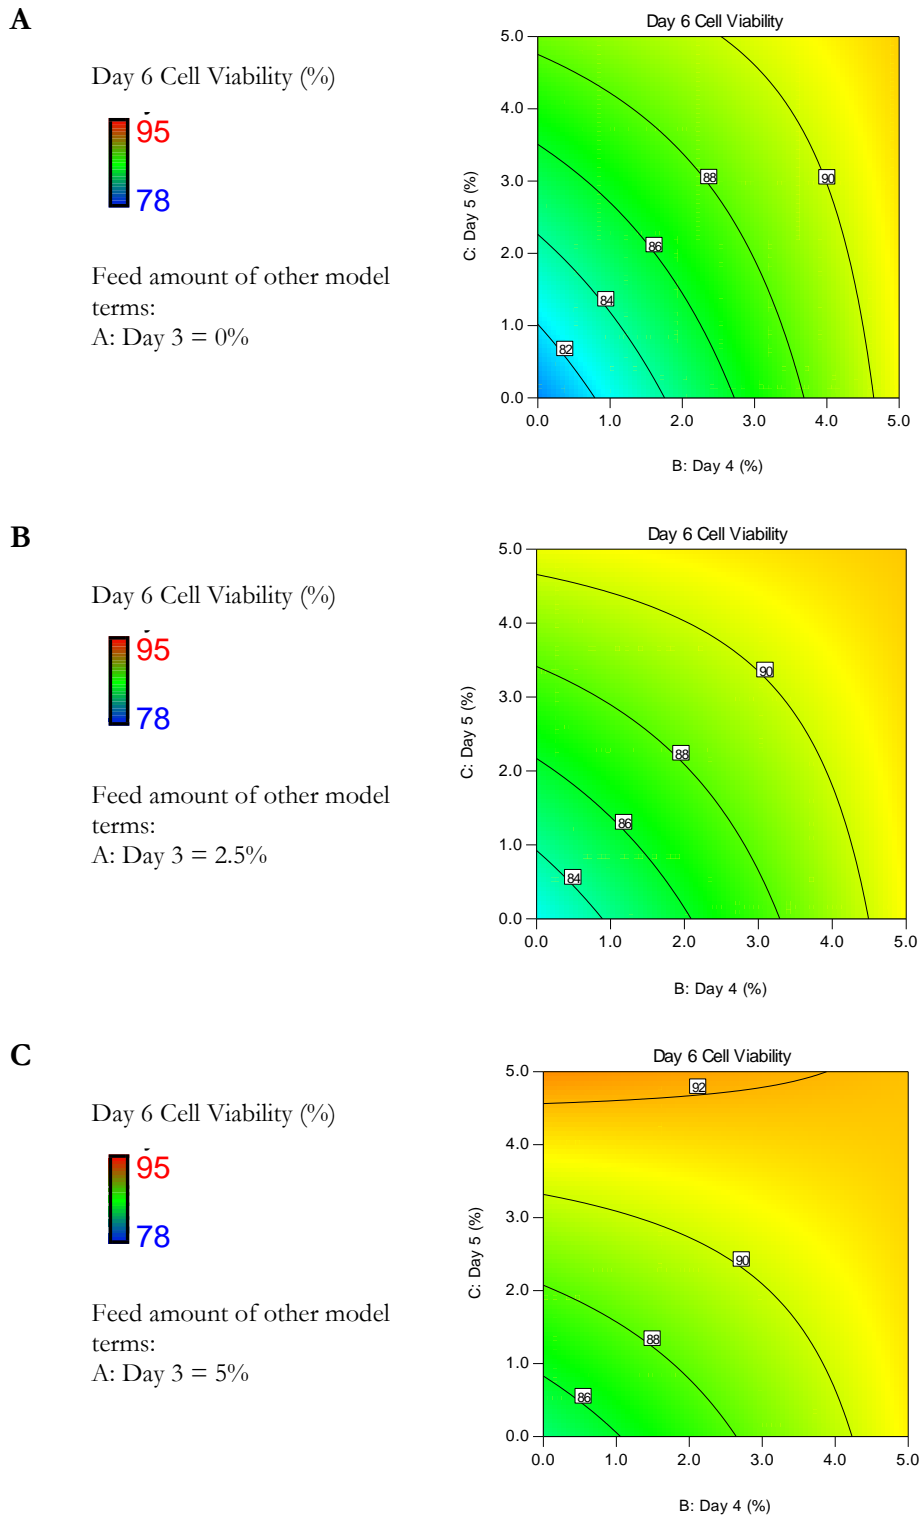 A
Day 6 Cell Viability (%)
95
78
Feed amount of other model
terms:
A: Day 3 = 0%
Day 6 Cell Viability
5.0
4.0
3.0
2.0
1.0
0.0
C: Day 5 (%)
90
88
86
84
82
0.0 1.0 2.0 3.0 4.0 5.0
B: Day 4 (%)
B
Day 6 Cell Viability (%)
95
78
Feed amount of other model
terms:
A: Day 3 = 2.5%
Day 6 Cell Viability
5.0
4.0
3.0
2.0
1.0
0.0
C: Day 5 (%)
90
88
86
84
0.0 1.0 2.0 3.0 4.0 5.0
B: Day 4 (%)
C
Day 6 Cell Viability (%)
95
78
Feed amount of other model
terms:
A: Day 3 = 5%
Day 6 Cell Viability
5.0
4.0
3.0
2.0
1.0
0.0
C: Day 5 (%)
92
90
88
86
0.0 1.0 2.0 3.0 4.0 5.0
B: Day 4 (%)